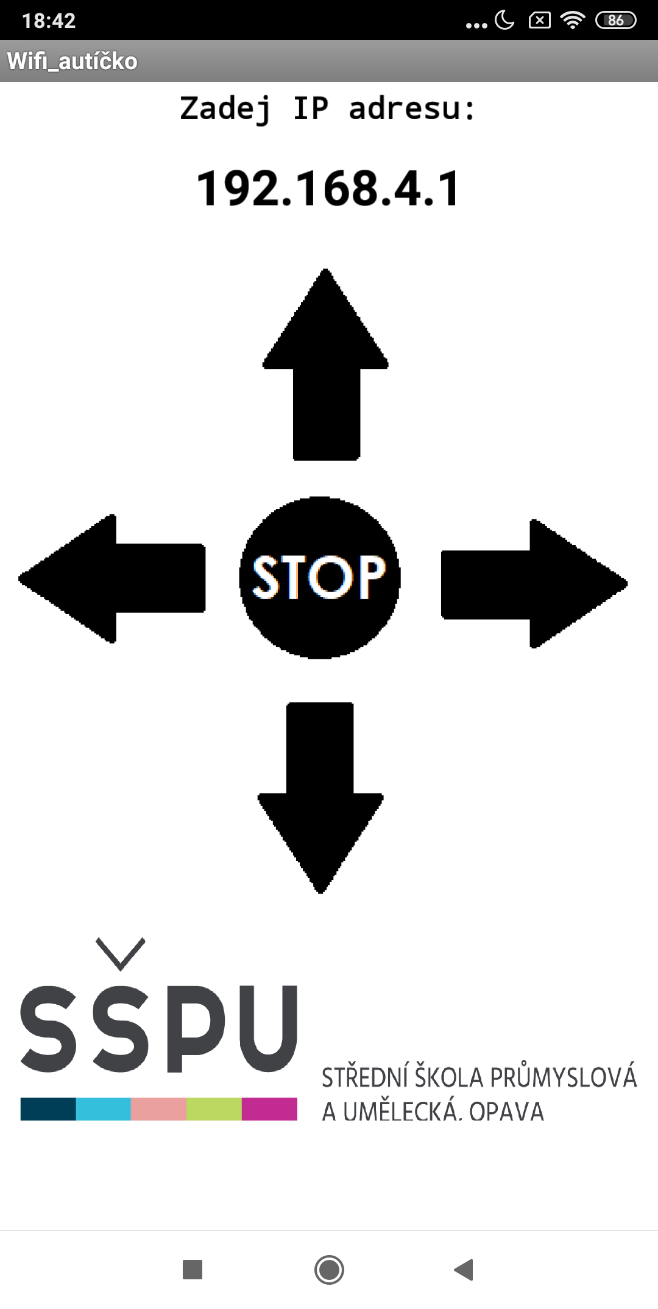 18:42
86
Wifi_autíčko
Zadej IP adresu:
192.168.4.1
STOP
SŠPU
STŘEDNÍ ŠKOLA PRŮMYSLOVÁ
A UMĚLECKÁ, OPAVA